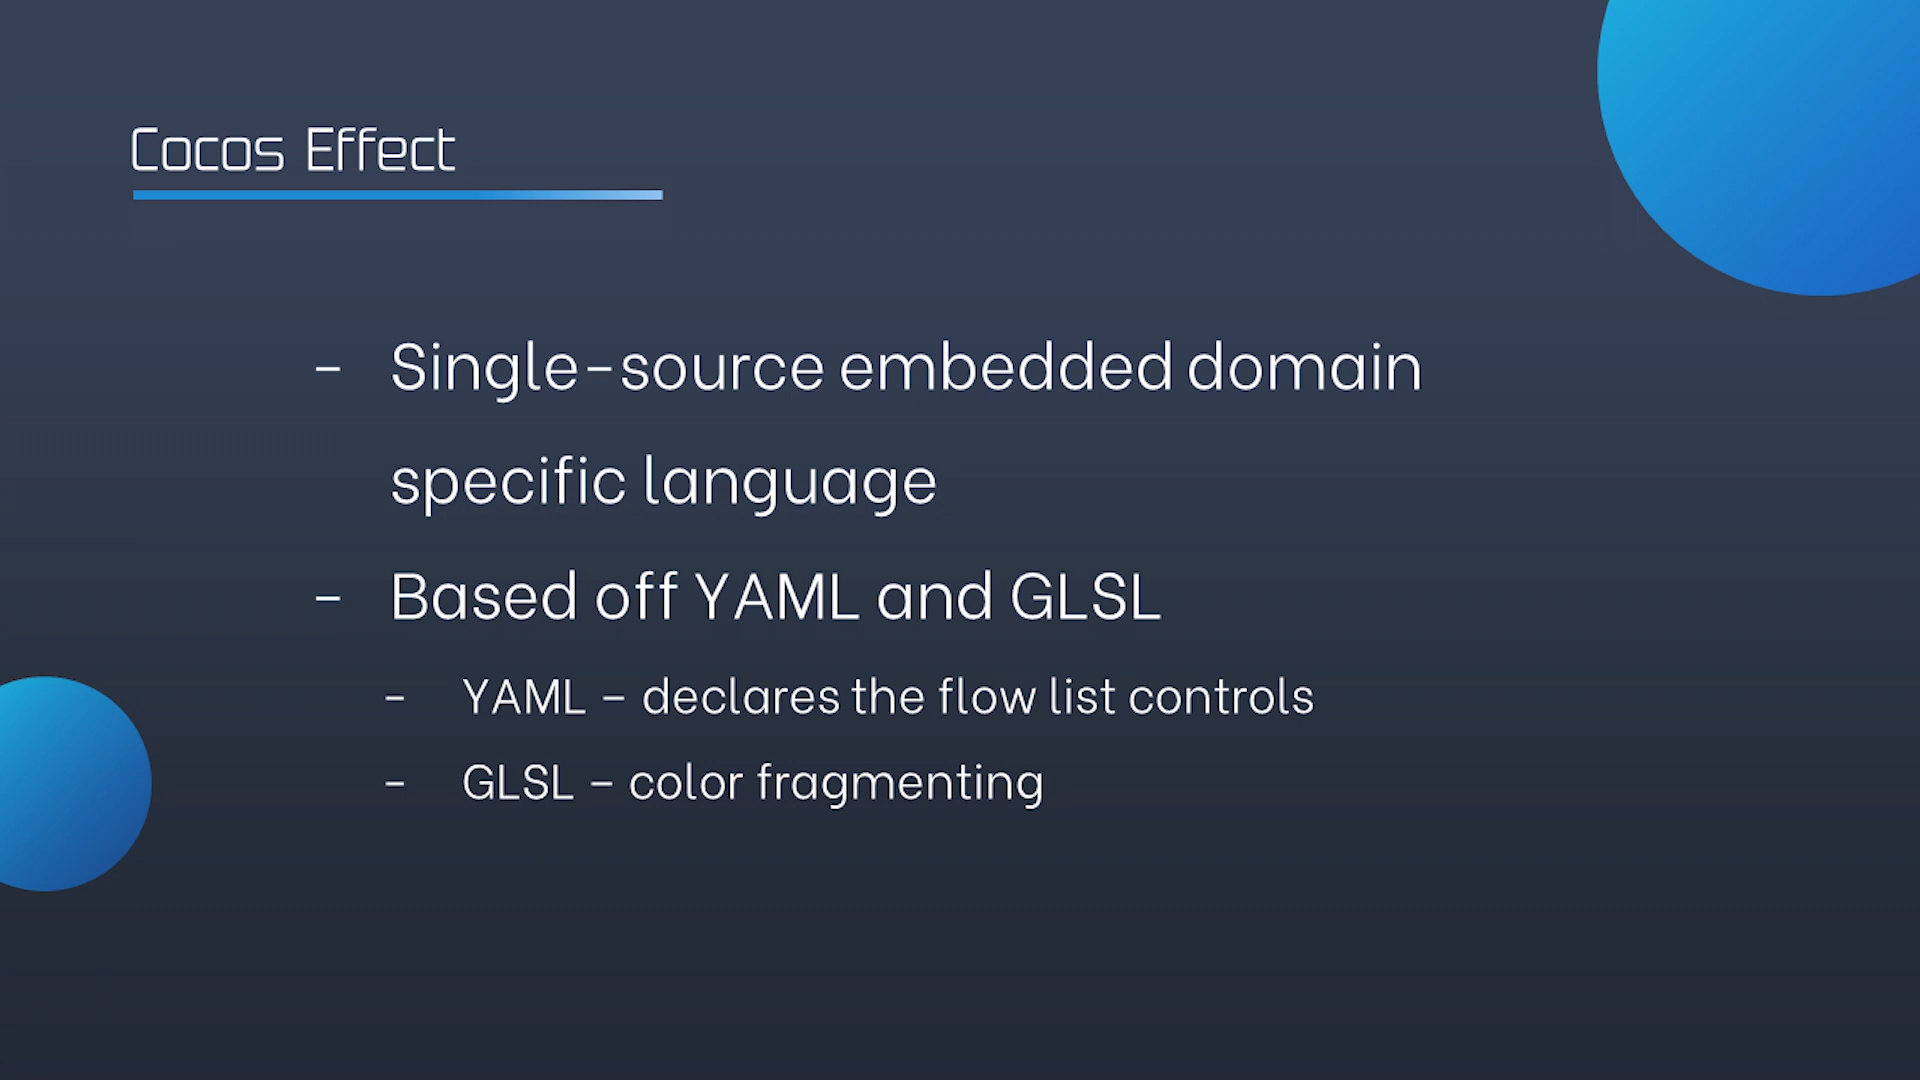 Cocos Effect
- Single-source embedded domain
specific language
- Based off YAML and GLSL
- YAML - declares the flow list controls
- GLSL - color fragmenting